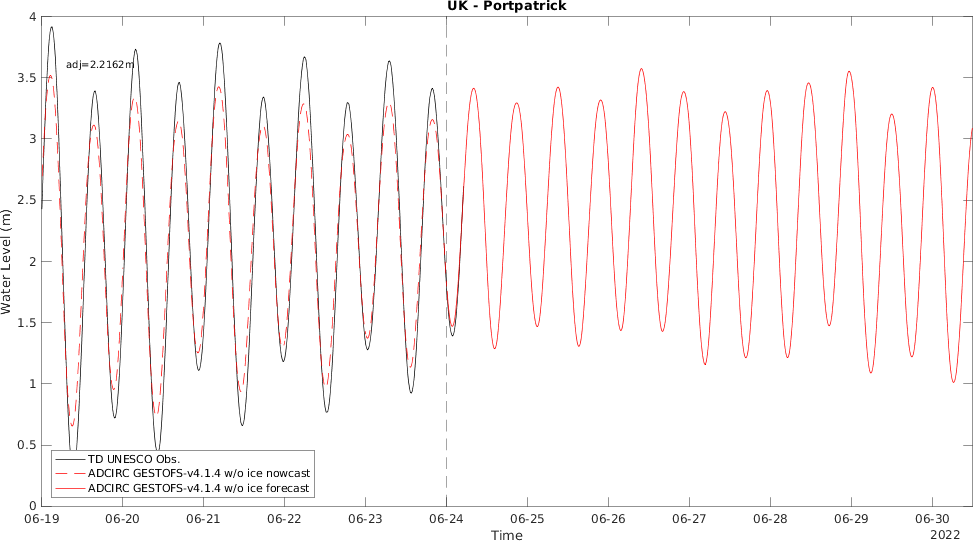 UK - Portpatrick
adj=2.2162m
Water Level (m)
4
3.5
3
2.5
2
1.5
1
0.5
0
TD UNESCO Obs.
ADCIRC GESTOFS-v4.1.4 w/o ice nowcast
ADCIRC GESTOFS-v4.1.4 w/o ice forecast
06-19 06-20 06-21 06-22 06-23 06-24 06-25 06-26 06-27 06-28 06-29 06-30
Time
2022